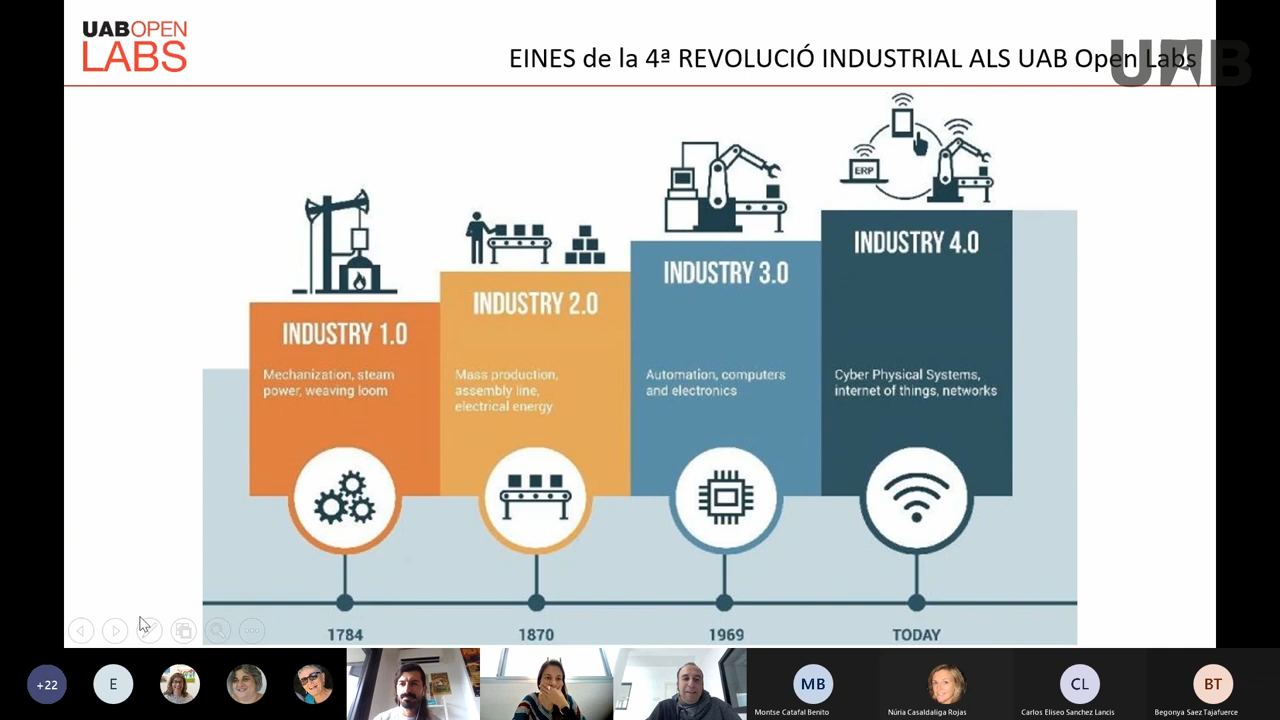 UABOPEN
LABS
EINES de la 4ª REVOLUCIÓ INDUSTRIAL ALS UAB Open Labs
UAB
ERP
INDUSTRY 1.0
Mechanization, steam
power, weaving loom
INDUSTRY 2.0
Mass production,
assembly line,
electrical energy
INDUSTRY 3.0
Automation, computers
and electronics
INDUSTRY 4.0
Cyber Physical Systems,
internet of things, networks
1784
1870
1969
TODAY
+22
E
MB
Montse Catafal Benito
Núria Casaldaliga Rojas
CL
Carlos Eliseo Sanchez Lancis
BT
Begonya Saez Tajafuerce